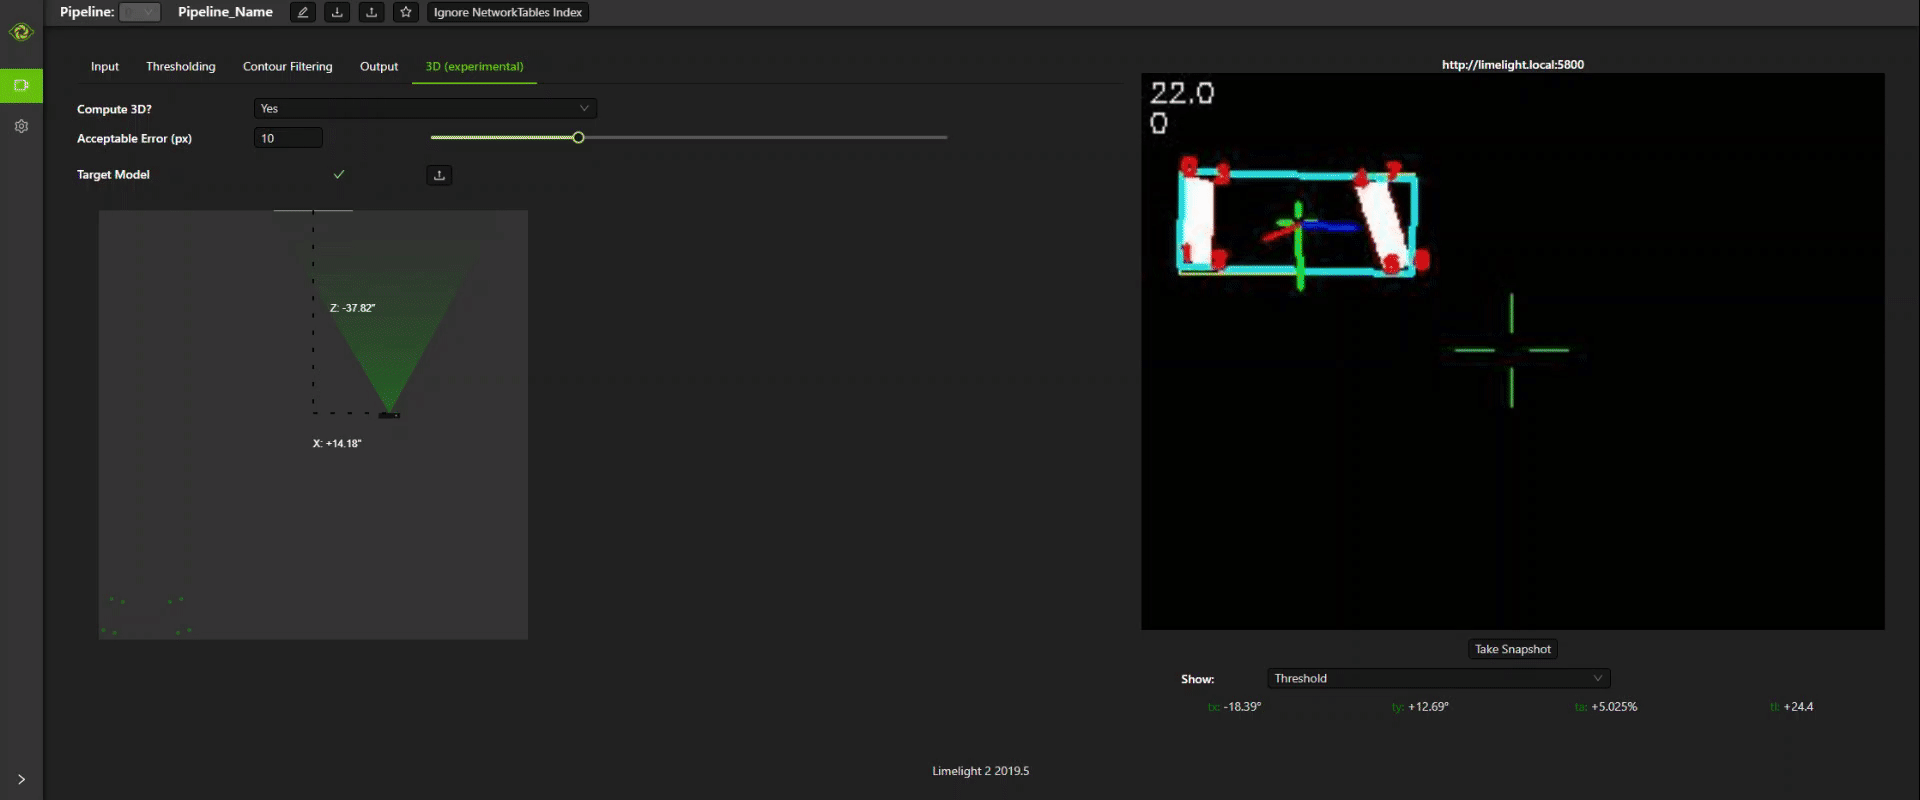 Pipeline: 0 Pipeline_Name Ignore NetworkTables Index
Input Thresholding Contour Filtering Output 3D (experimental)
Compute 3D? Yes
Acceptable Error (px) 10
Target Model
Z: -37.82"
X: +14.18"
http://limelight.local:5800
22.0
0
Take Snapshot
Show: Threshold
tx: -18.39° ty: +12.69° ta: +5.025% tl: +24.4
Limelight 2 2019.5